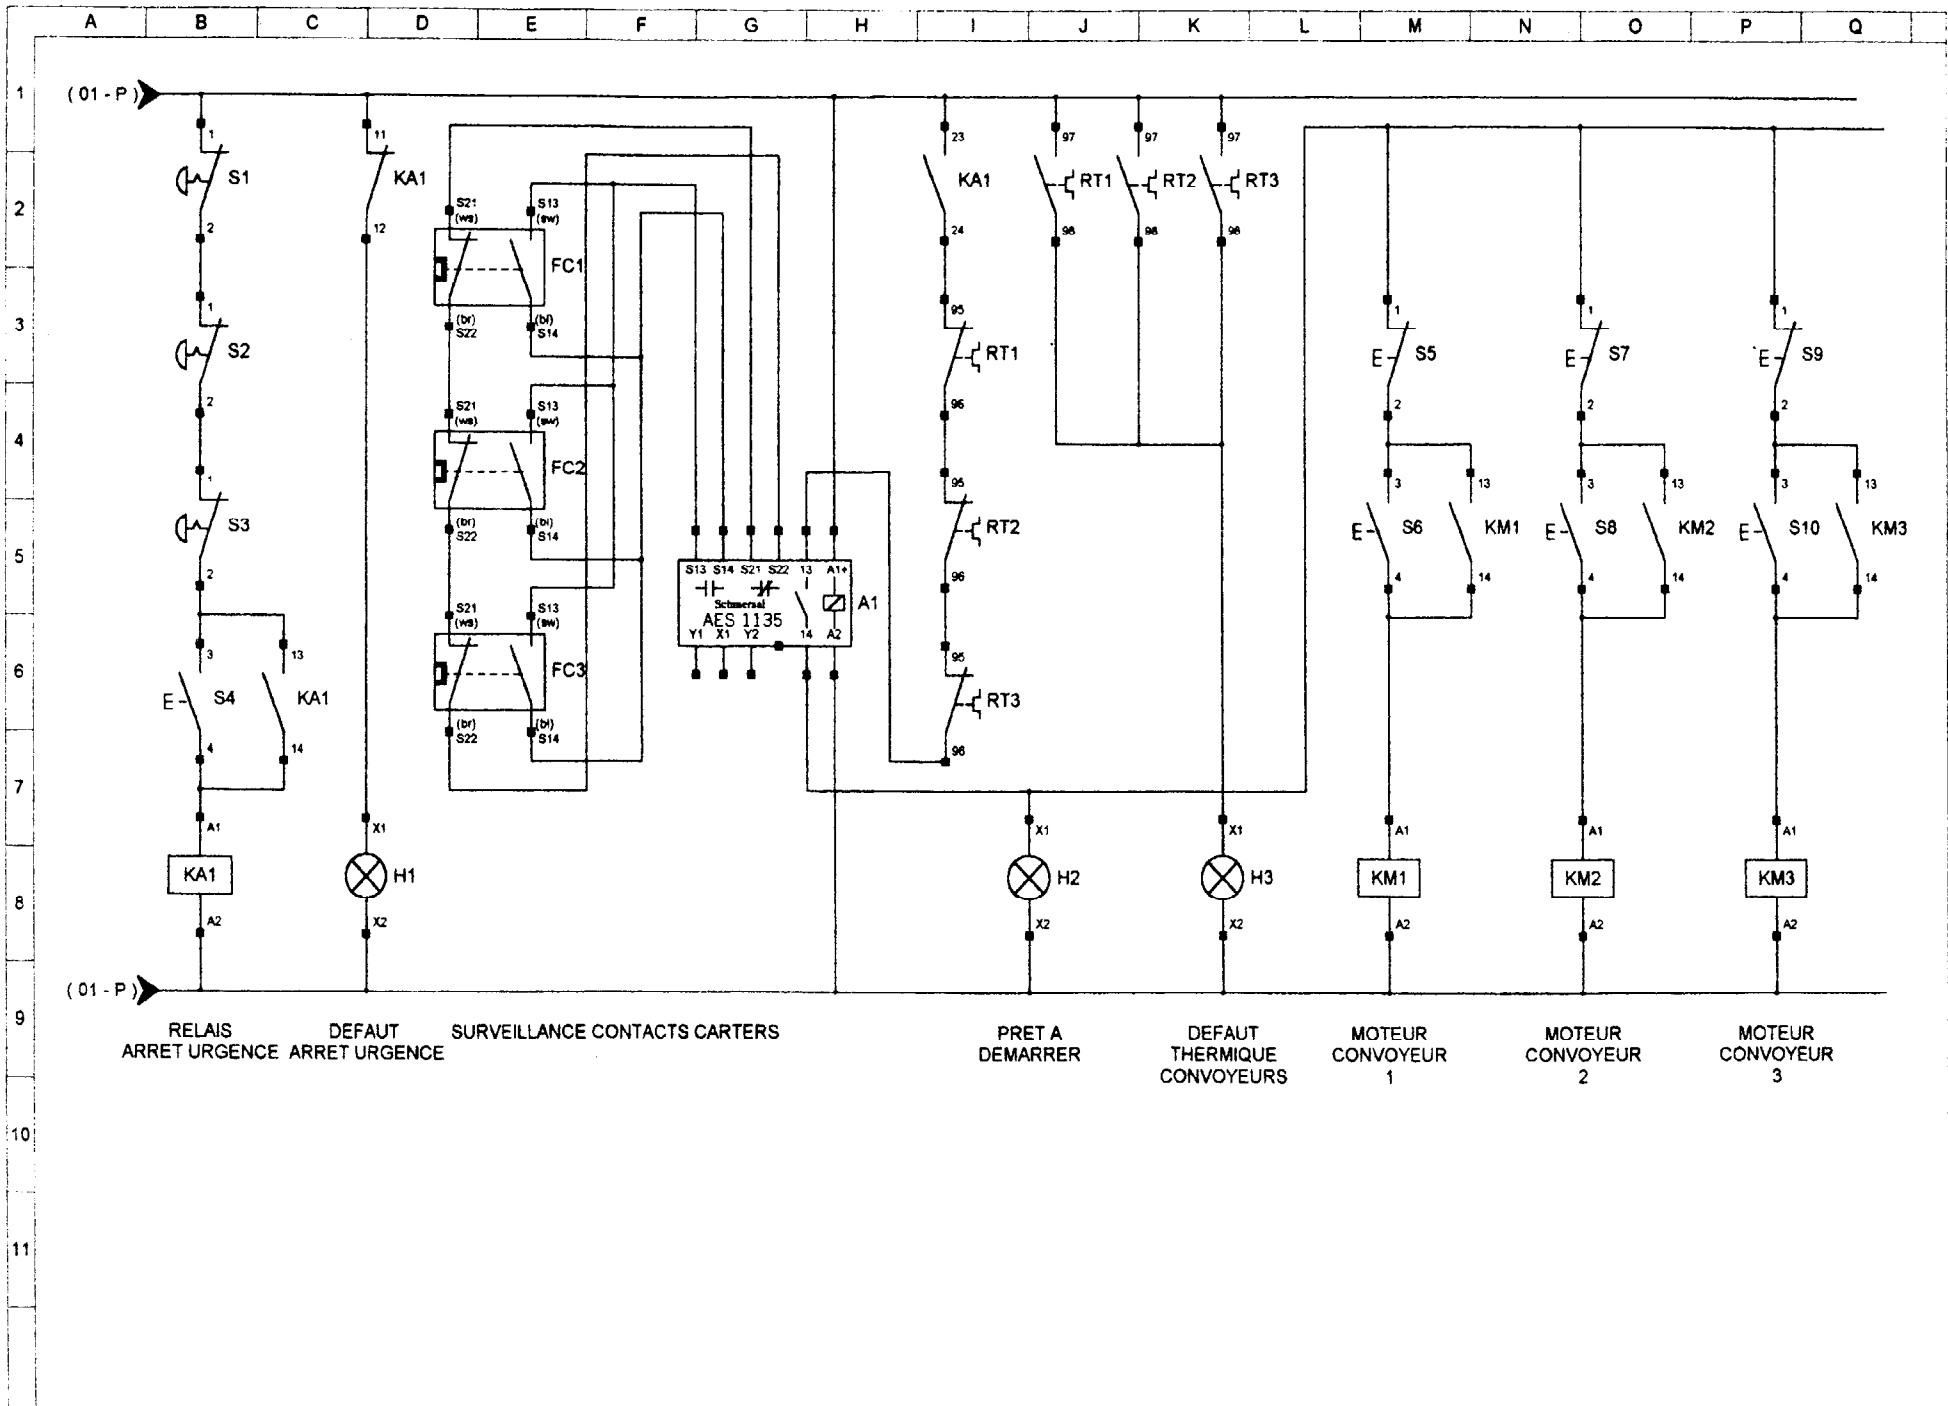 A B C D E F G H I J K L M N O P Q
1
( 01 - P )
1 11 23 97 97 97
S1 KA1 KA1 RT1 RT2 RT3
2
S21 S13
(ws) (sw)
2 12 24 98 98 98
FC1
1 95 1 1 1
3
(br) (bl)
S22 S14
S2 RT1 S5 S7 S9
2 96 2 2 2
S21 S13
(ws) (sw)
4
FC2
1 95 3 13 3 13 3 13
S3 RT2 S6 KM1 S8 KM2 S10 KM3
(br) (bl)
S22 S14
5
S13 S14 S21 S22 13 A1+
2 96 4 14 4 14 4 14
Schmersal
AES 1135
A1
Y1 X1 Y2 14 A2
S21 S13
(ws) (sw)
3 13 95
6
FC3
S4 KA1 RT3
(br) (bl)
S22 S14
4 14 96
7
A1 X1 X1 X1 A1 A1 A1
KA1 H1 H2 H3 KM1 KM2 KM3
8
A2 X2 X2 X2 A2 A2 A2
( 01 - P )
9
RELAIS
ARRET URGENCE
DEFAUT
ARRET URGENCE
SURVEILLANCE CONTACTS CARTERS
PRET A
DEMARRER
DEFAUT
THERMIQUE
CONVOYEURS
MOTEUR
CONVOYEUR
1
MOTEUR
CONVOYEUR
2
MOTEUR
CONVOYEUR
3
10
11